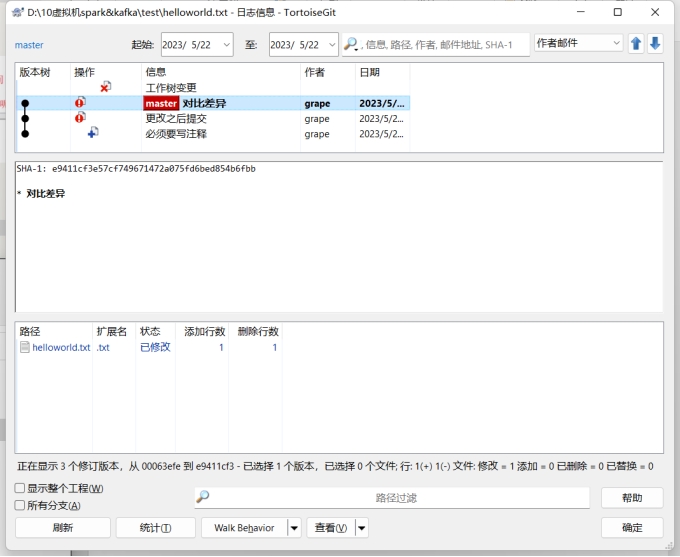 D:\10虚拟机spark&kafka\test\helloworld.txt - 日志信息 - TortoiseGit
master 起始: 2023/ 5/22 至: 2023/ 5/22 , 信息, 路径, 作者, 邮件地址, SHA-1 作者邮件
版本树 操作 信息 作者 日期
工作树变更
master 对比差异 grape 2023/5/...
更改之后提交 grape 2023/5/2...
必须要写注释 grape 2023/5/2...
SHA-1: e9411cf3e57cf749671472a075fd6bed854b6fbb
* 对比差异
路径 扩展名 状态 添加行数 删除行数
helloworld.txt .txt 已修改 1 1
正在显示 3 个修订版本，从 00063efe 到 e9411cf3 - 已选择 1 个版本，已选择 0 个文件; 行: 1(+) 1(-) 文件: 修改 = 1 添加 = 0 已删除 = 0 已替换 = 0
显示整个工程(W)
所有分支(A) 路径过滤 帮助
刷新 统计(T) Walk Behavior 查看(V) 确定